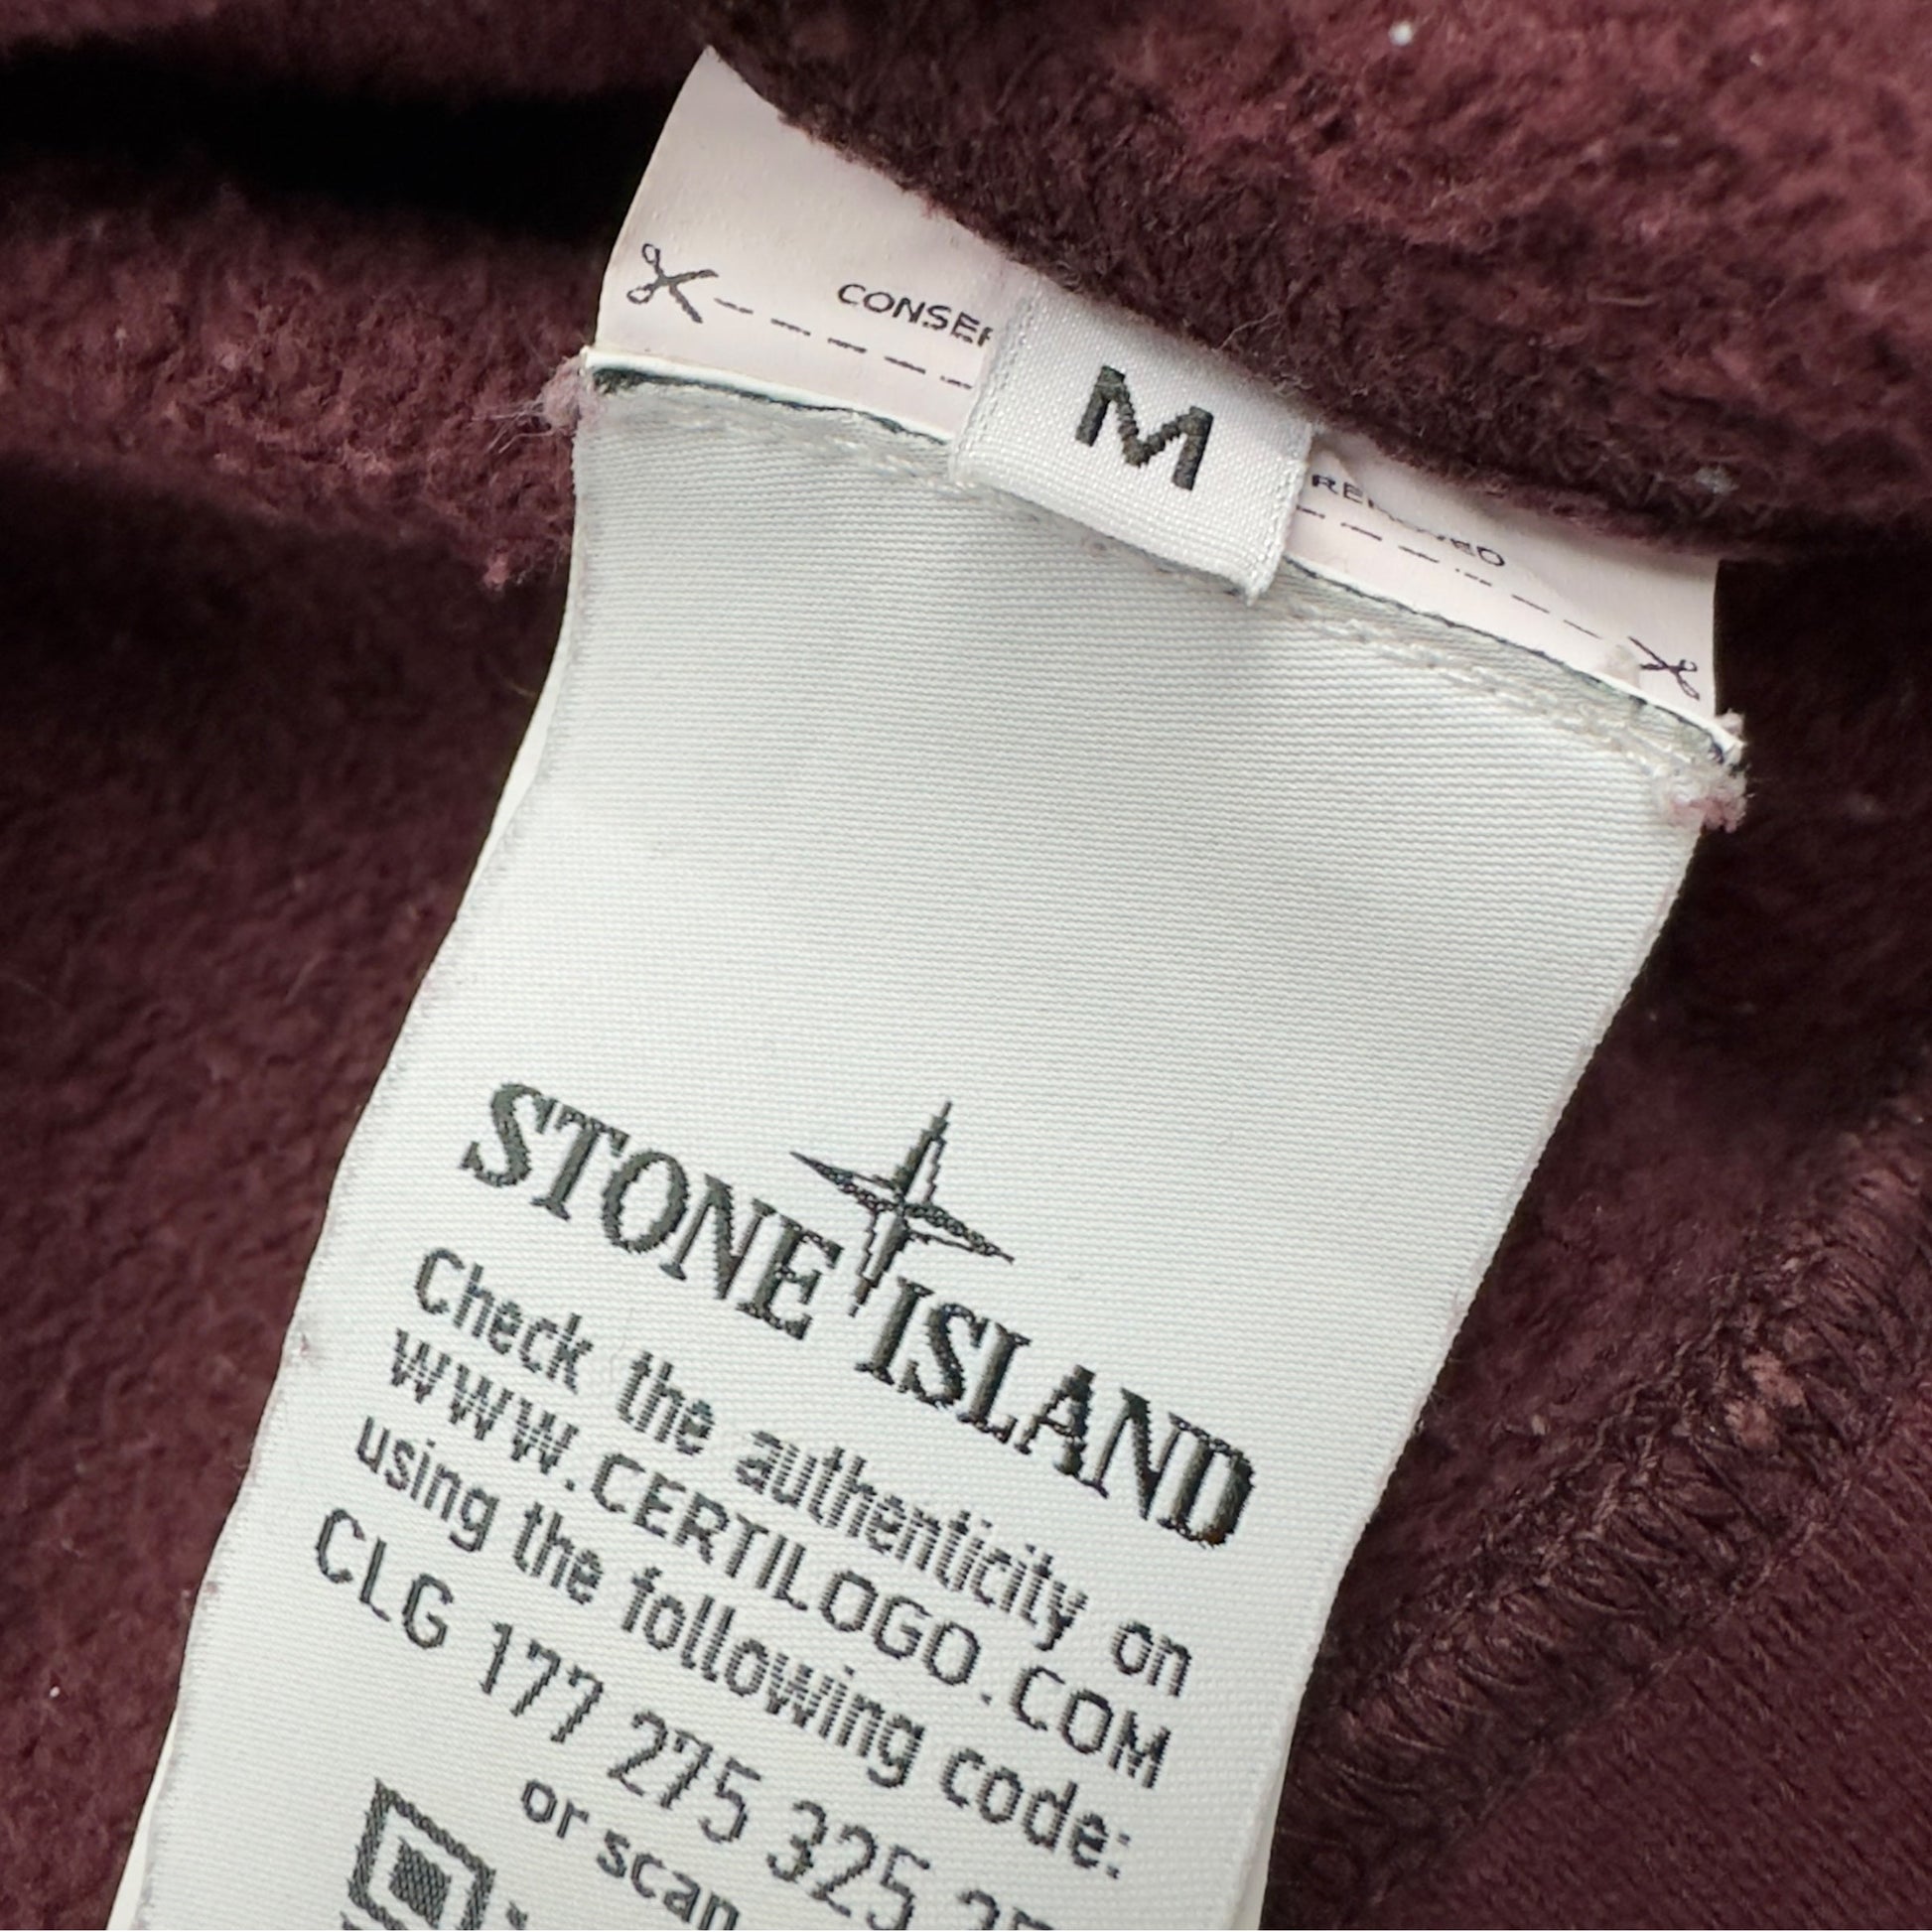 CONSER
M
REMOVED
STONE ISLAND
Check the authenticity on
WWW.CERTILOGO.COM
using the following code:
CLG 177 275 325
or scan